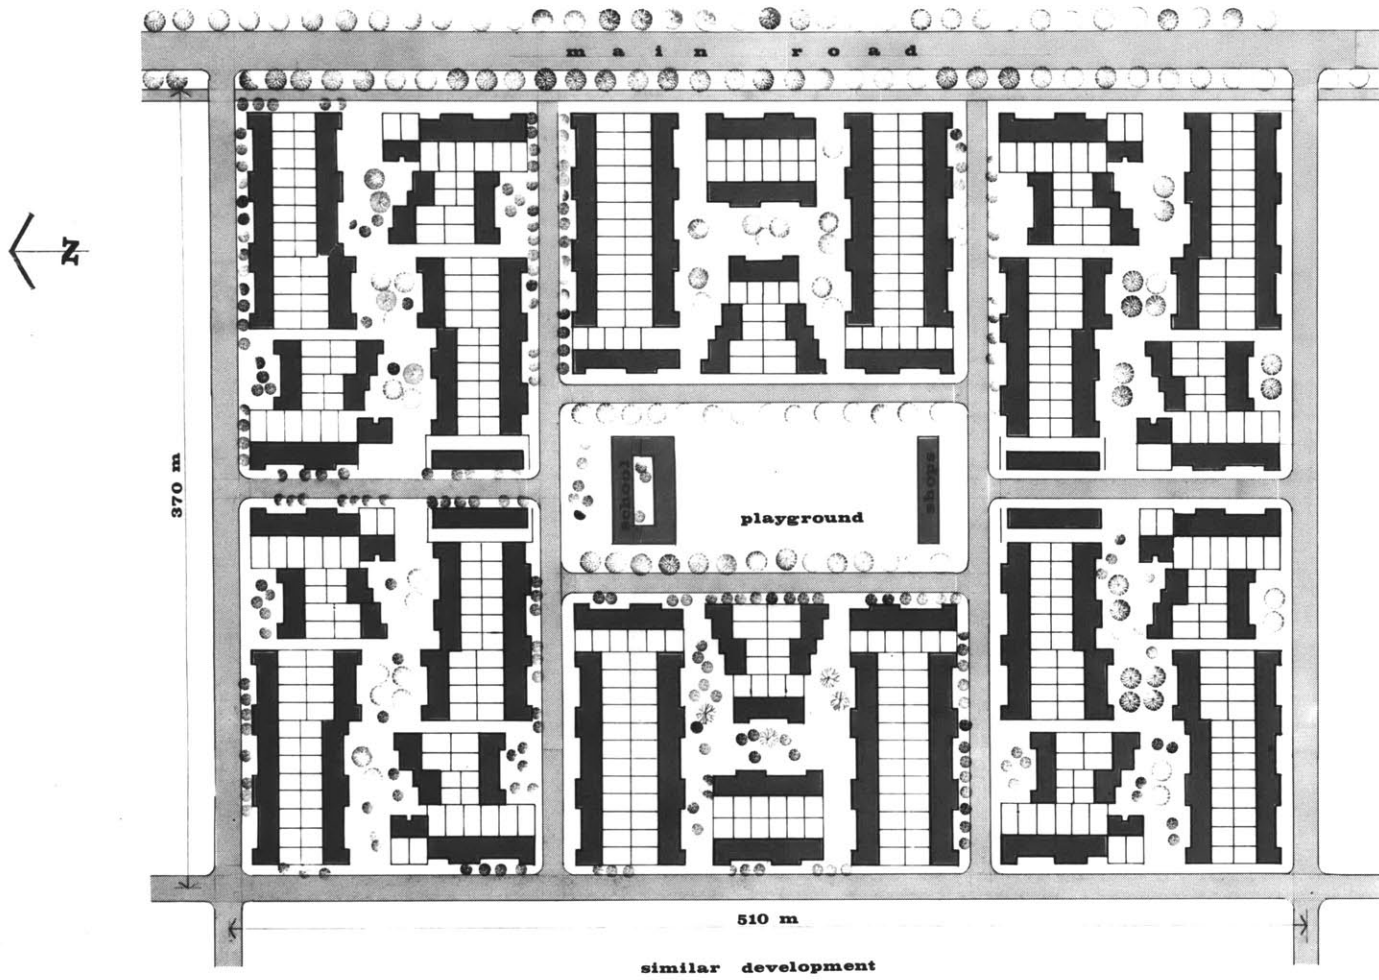 main road
N
370 m
school
shops
playground
510 m
similar development